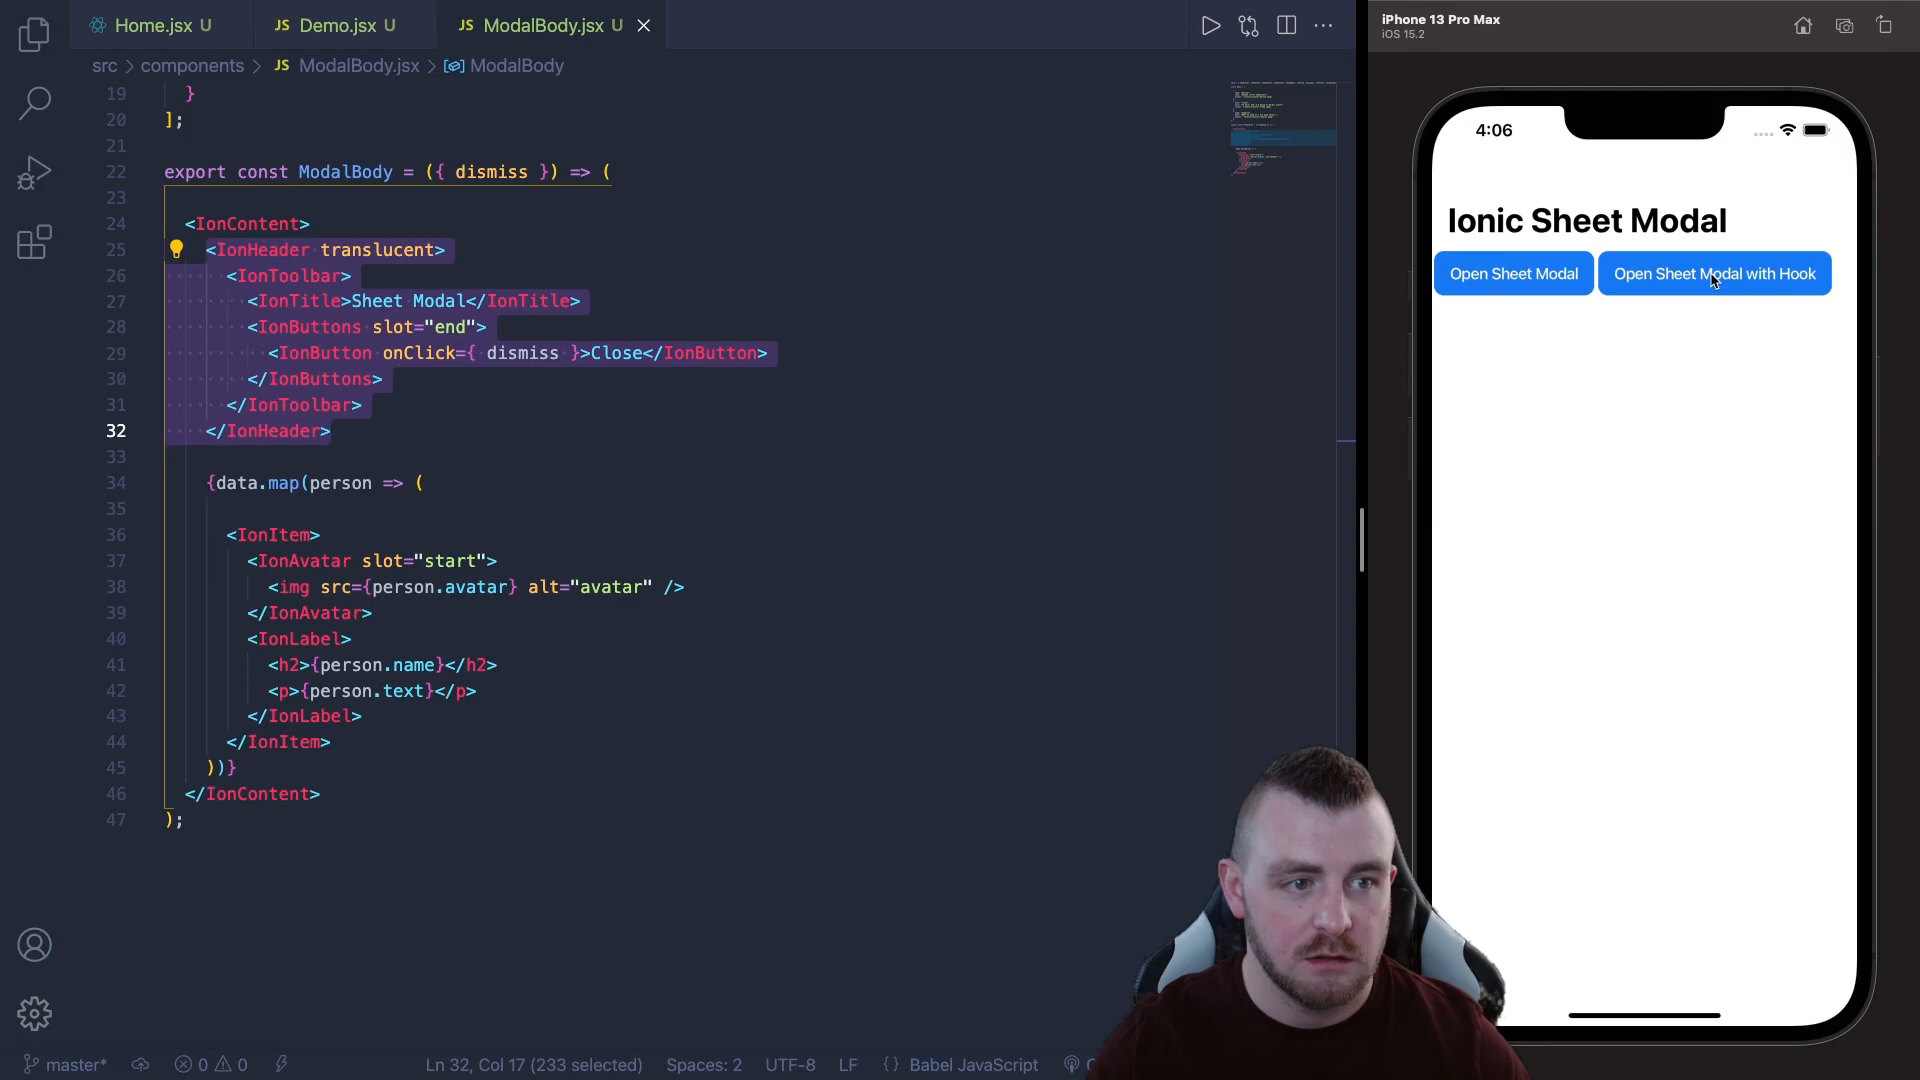 Home.jsx U
JS Demo.jsx U
JS ModalBody.jsx U
iPhone 13 Pro Max
iOS 15.2
src > components > JS ModalBody.jsx > ModalBody
19 }
20 ];
21
22 export const ModalBody = ({ dismiss }) => (
23
24 <IonContent>
25 <IonHeader translucent>
26 <IonToolbar>
27 <IonTitle>Sheet Modal</IonTitle>
28 <IonButtons slot="end">
29 <IonButton onClick={ dismiss }>Close</IonButton>
30 </IonButtons>
31 </IonToolbar>
32 </IonHeader>
33
34 {data.map(person => (
35
36 <IonItem>
37 <IonAvatar slot="start">
38 <img src={person.avatar} alt="avatar" />
39 </IonAvatar>
40 <IonLabel>
41 <h2>{person.name}</h2>
42 <p>{person.text}</p>
43 </IonLabel>
44 </IonItem>
45 ))}
46 </IonContent>
47 );
4:06
Ionic Sheet Modal
Open Sheet Modal
Open Sheet Modal with Hook
master*
0 0
Ln 32, Col 17 (233 selected)
Spaces: 2
UTF-8
LF
{ } Babel JavaScript